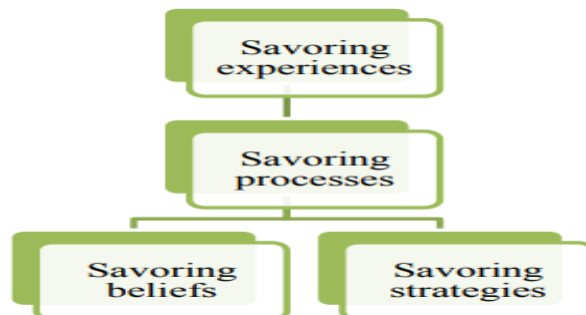 Savoring
experiences
Savoring
processes
Savoring
beliefs
Savoring
strategies